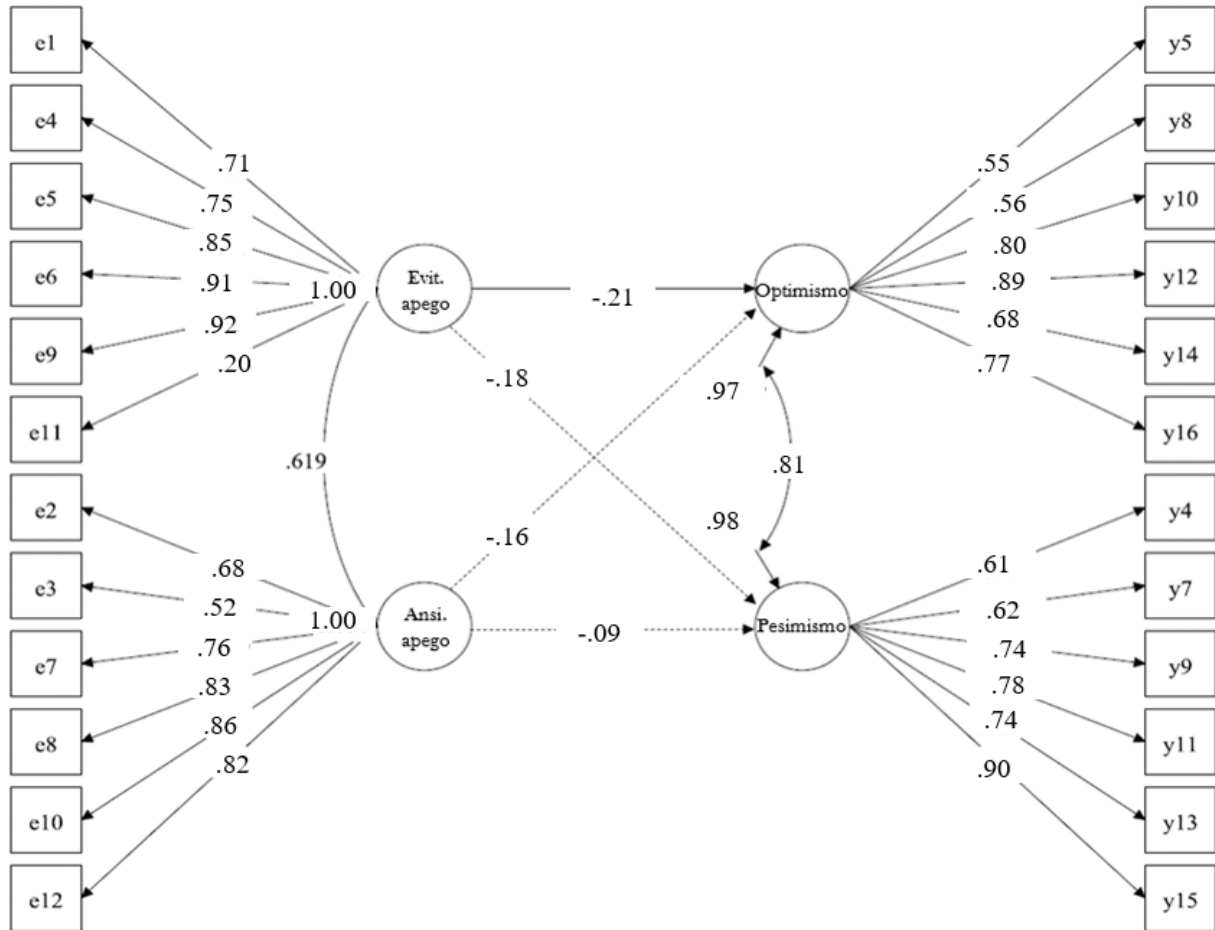 e1
e4
e5
e6
e9
e11
e2
e3
e7
e8
e10
e12
.71
.75
.85
.91
.92
.20
1.00
Evit.
apego
.619
.68
.52
.76
.83
.86
.82
1.00
Ansi.
apego
-.21
-.18
-.16
-.09
Optimismo
.97
.81
.98
Pesimismo
.55
.56
.80
.89
.68
.77
.61
.62
.74
.78
.74
.90
y5
y8
y10
y12
y14
y16
y4
y7
y9
y11
y13
y15